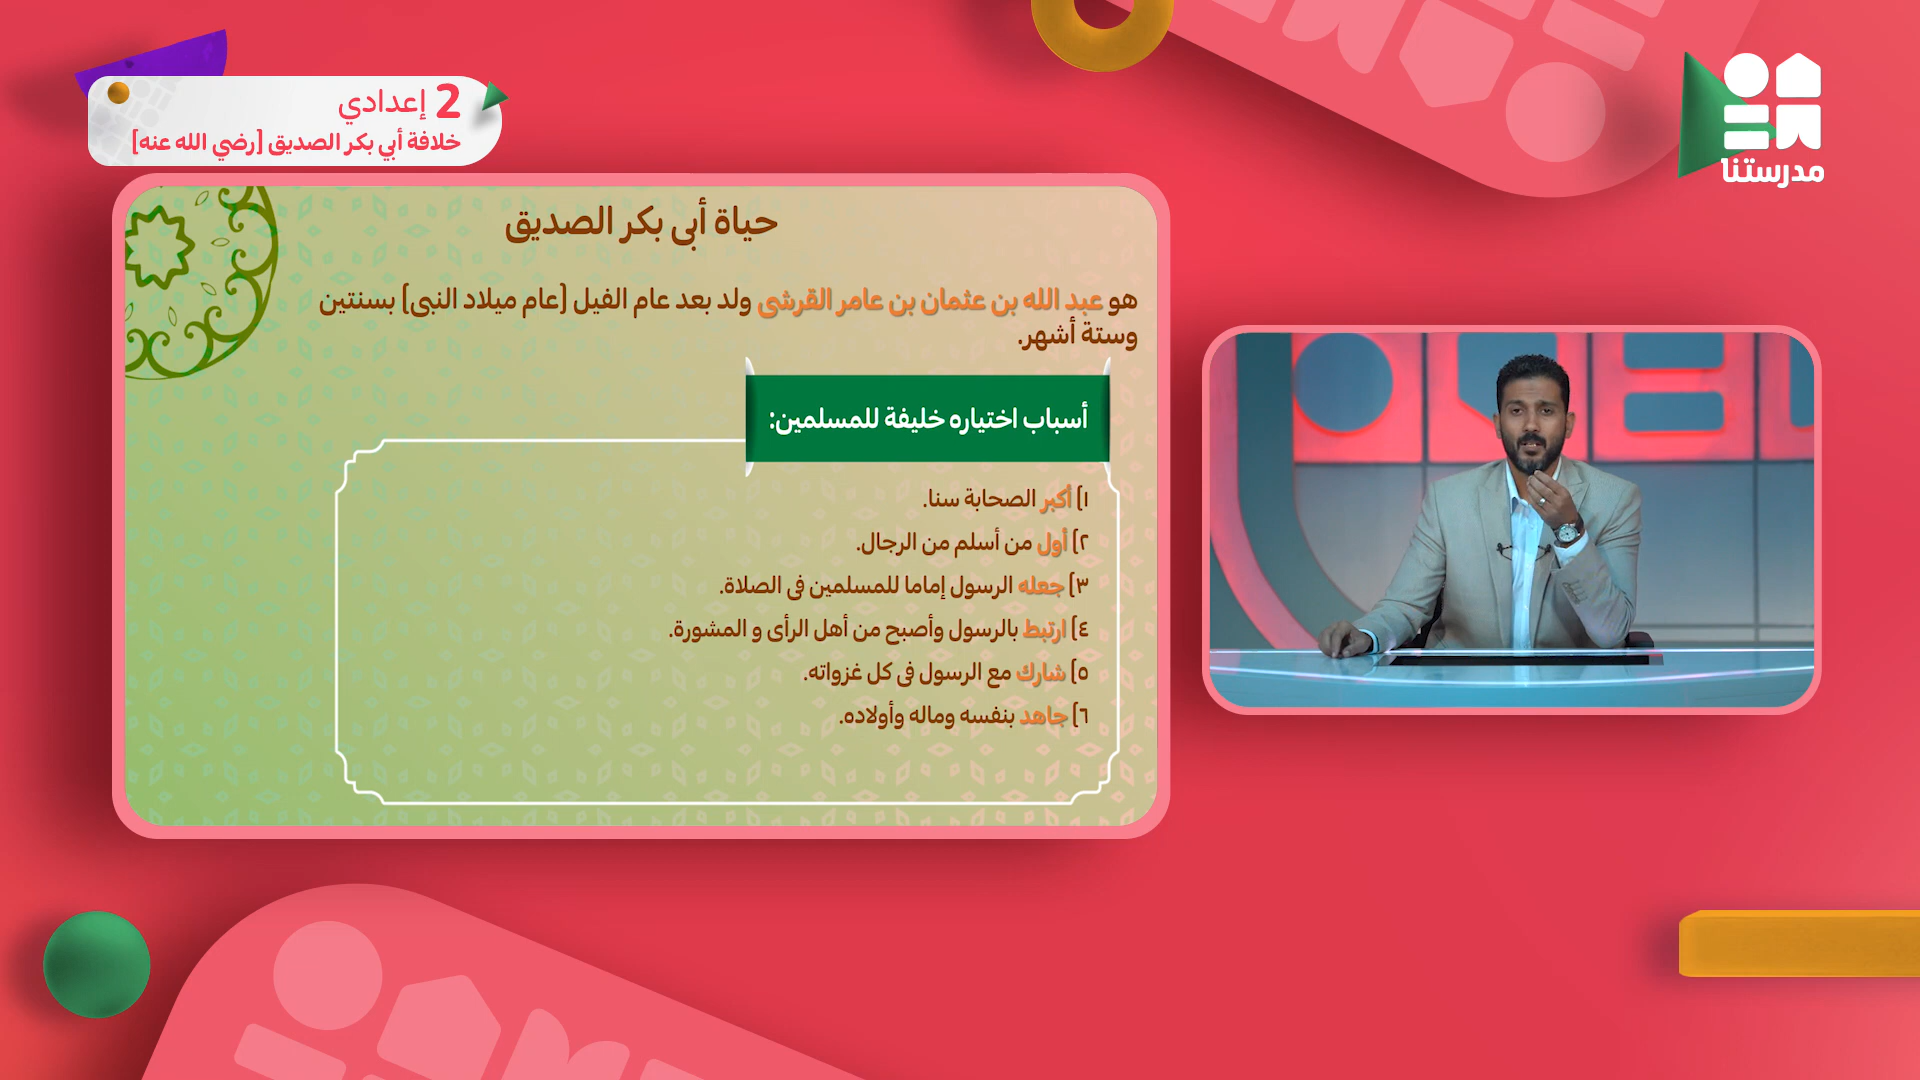 2 إعدادي
خلافة أبي بكر الصديق [رضي الله عنه]
مدرستنا
حياة أبى بكر الصديق
هو عبد الله بن عثمان بن عامر القرشى ولد بعد عام الفيل (عام ميلاد النبى) بسنتين
وستة أشهر.
أسباب اختياره خليفة للمسلمين:
١) أكبر الصحابة سنا.
٢) أول من أسلم من الرجال.
٣) جعله الرسول إماما للمسلمين فى الصلاة.
٤) ارتبط بالرسول وأصبح من أهل الرأى و المشورة.
٥) شارك مع الرسول فى كل غزواته.
٦) جاهد بنفسه وماله وأولاده.